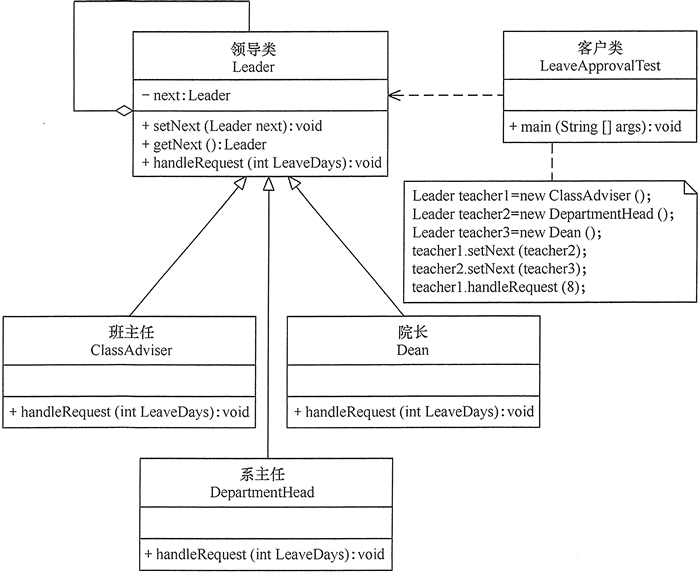 领导类
Leader
− next:Leader
+ setNext (Leader next):void
+ getNext ():Leader
+ handleRequest (int LeaveDays):void
客户类
LeaveApprovalTest
+ main (String [] args):void
Leader teacher1=new ClassAdviser ();
Leader teacher2=new DepartmentHead ();
Leader teacher3=new Dean ();
teacher1.setNext (teacher2);
teacher2.setNext (teacher3);
teacher1.handleRequest (8);
班主任
ClassAdviser
+ handleRequest (int LeaveDays):void
院长
Dean
+ handleRequest (int LeaveDays):void
系主任
DepartmentHead
+ handleRequest (int LeaveDays):void